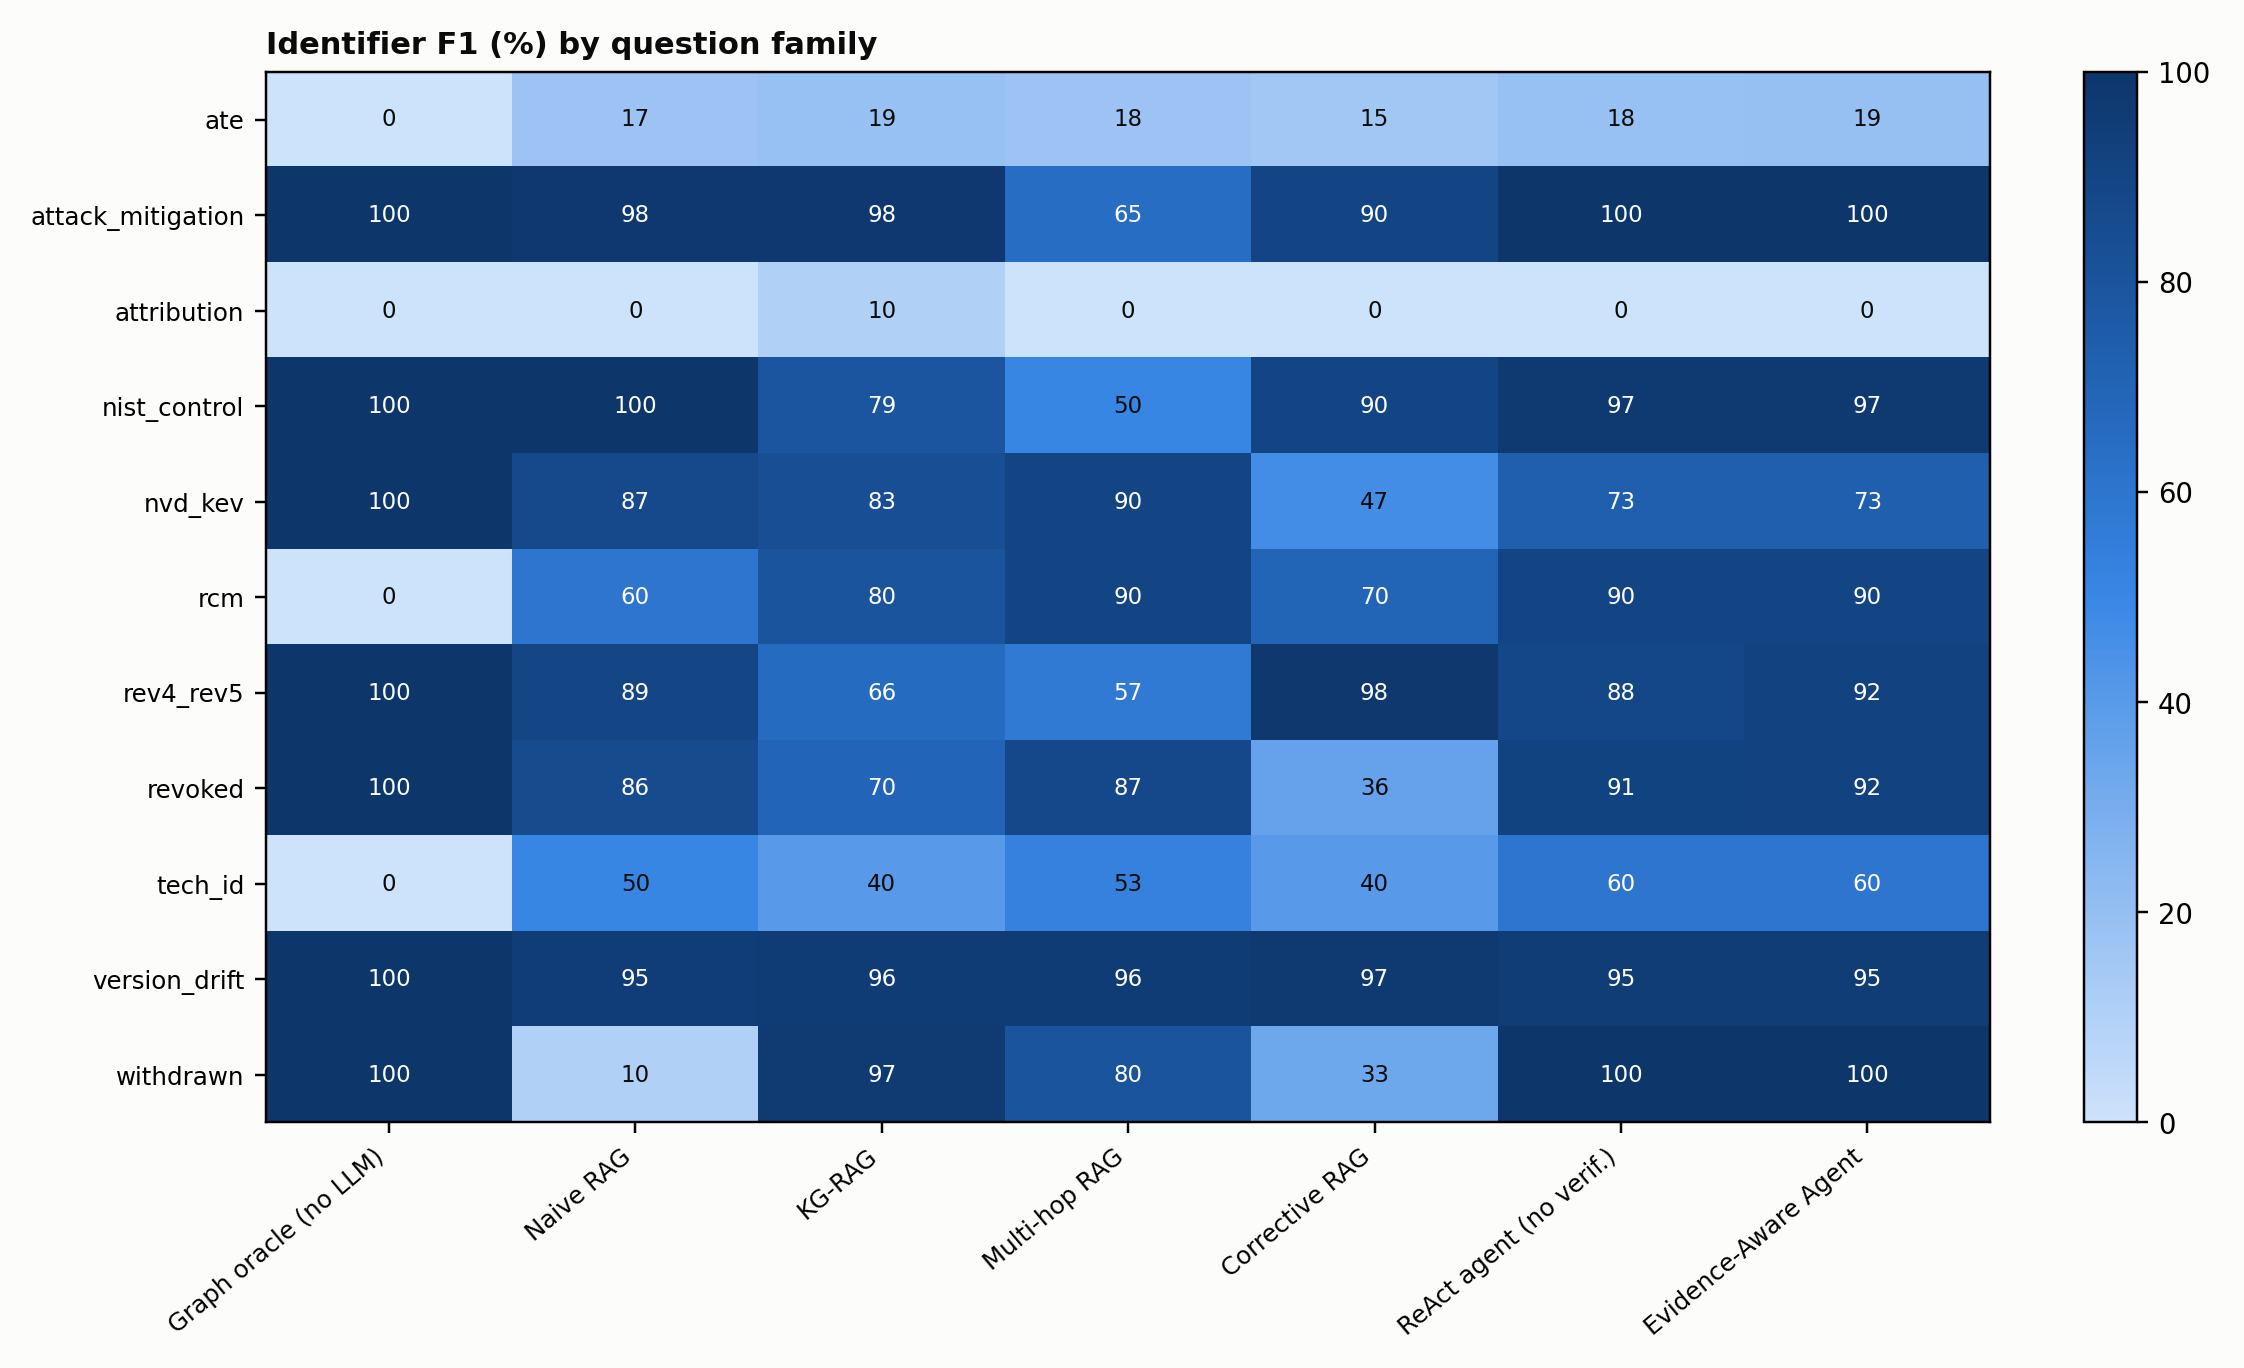 Identifier F1 (%) by question family
ate 0 17 19 18 15 18 19
attack_mitigation 100 98 98 65 90 100 100
attribution 0 0 10 0 0 0 0
nist_control 100 100 79 50 90 97 97
nvd_kev 100 87 83 90 47 73 73
rcm 0 60 80 90 70 90 90
rev4_rev5 100 89 66 57 98 88 92
revoked 100 86 70 87 36 91 92
tech_id 0 50 40 53 40 60 60
version_drift 100 95 96 96 97 95 95
withdrawn 100 10 97 80 33 100 100
Graph oracle (no LLM)
Naive RAG
KG-RAG
Multi-hop RAG
Corrective RAG
ReAct agent (no verif.)
Evidence-Aware Agent
100
80
60
40
20
0